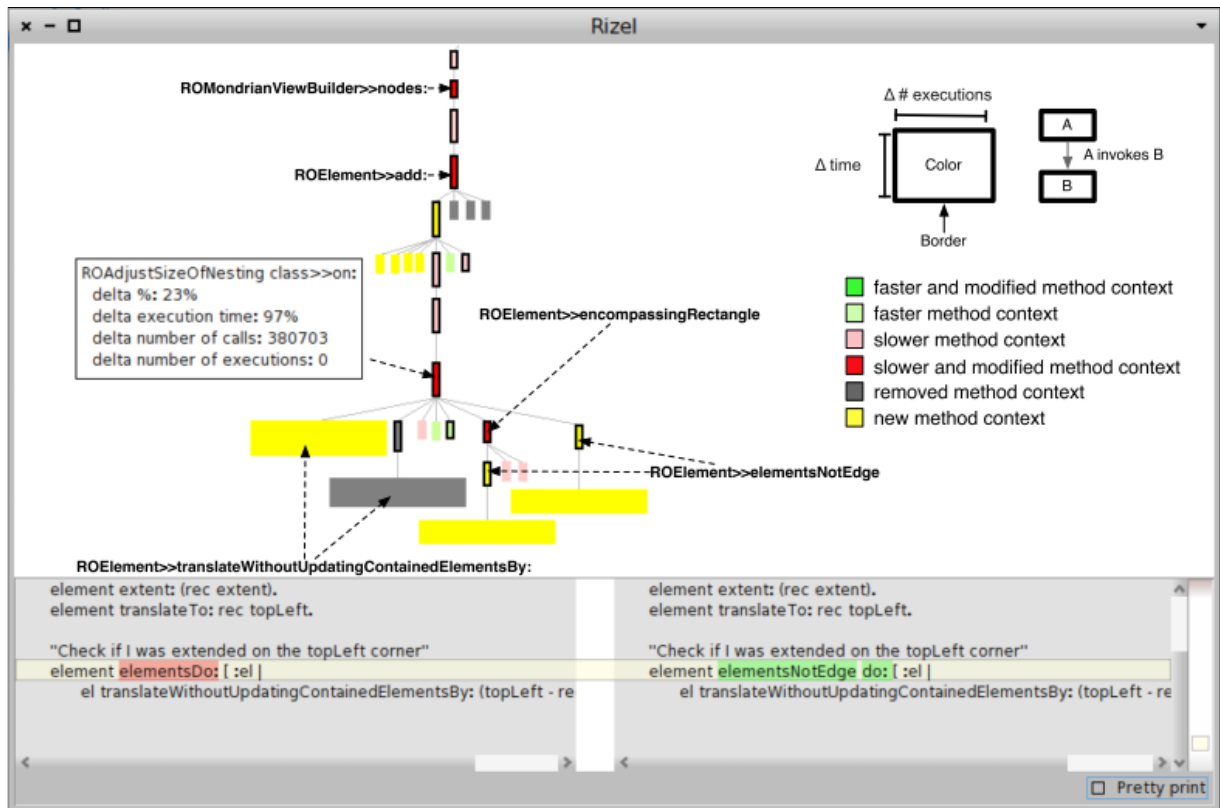 Rizel
ROMondrianViewBuilder>>nodes:
Δ # executions
A
A invokes B
Δ time
Color
ROElement>>add:
B
Border
ROAdjustSizeOfNesting class>>on:
delta %: 23%
delta execution time: 97%
delta number of calls: 380703
delta number of executions: 0
ROElement>>encompassingRectangle
faster and modified method context
faster method context
slower method context
slower and modified method context
removed method context
new method context
ROElement>>elementsNotEdge
ROElement>>translateWithoutUpdatingContainedElementsBy:
element extent: (rec extent).
element translateTo: rec topLeft.
"Check if I was extended on the topLeft corner"
element elementsDo: [ :el |
el translateWithoutUpdatingContainedElementsBy: (topLeft - re
element extent: (rec extent).
element translateTo: rec topLeft.
"Check if I was extended on the topLeft corner"
element elementsNotEdge do: [ :el |
el translateWithoutUpdatingContainedElementsBy: (topLeft - re
Pretty print